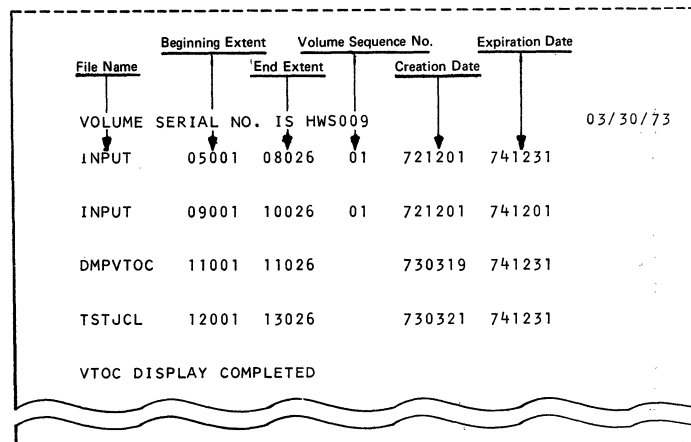 Beginning Extent Volume Sequence No. Expiration Date
File Name End Extent Creation Date
VOLUME SERIAL NO. IS HWS009 03/30/73
INPUT 05001 08026 01 721201 741231
INPUT 09001 10026 01 721201 741201
DMPVTOC 11001 11026 730319 741231
TSTJCL 12001 13026 730321 741231
VTOC DISPLAY COMPLETED